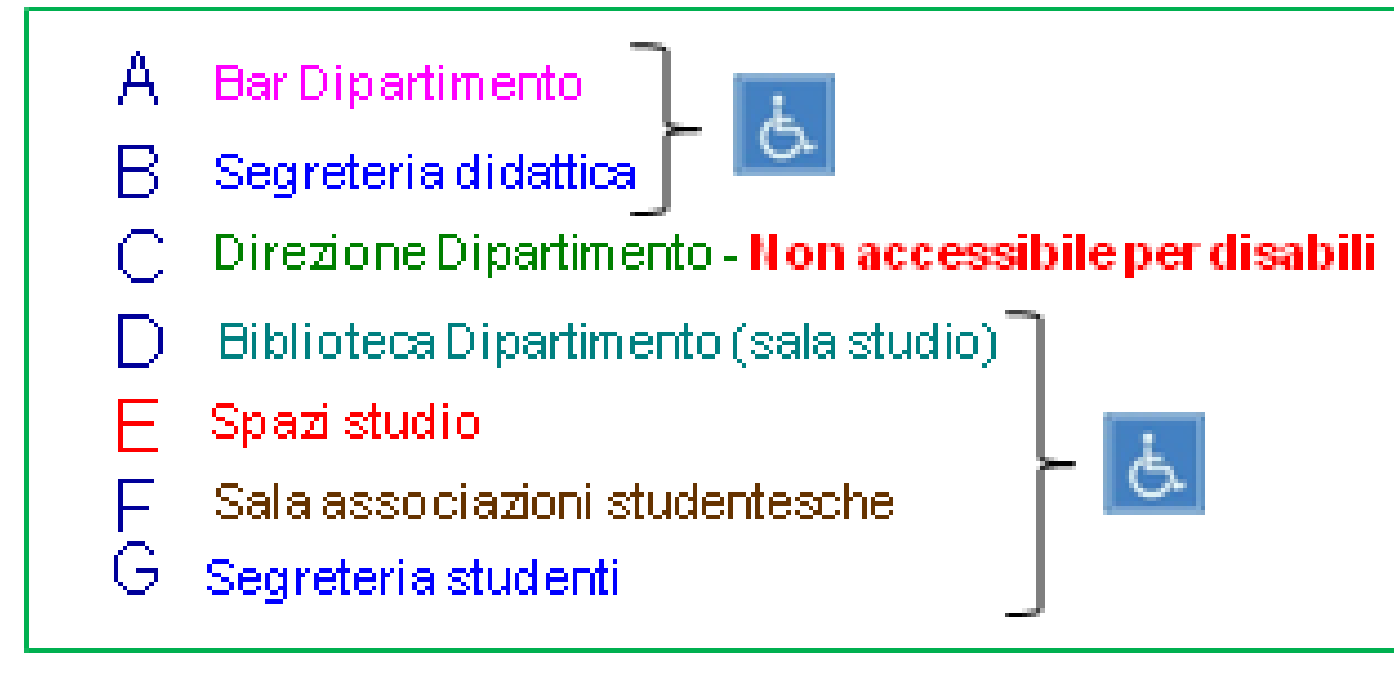 A Bar Dipartimento
B Segreteria didattica
C Direzione Dipartimento - Non accessibile per disabili
D Biblioteca Dipartimento (sala studio)
E Spazi studio
F Sala associazioni studentesche
G Segreteria studenti